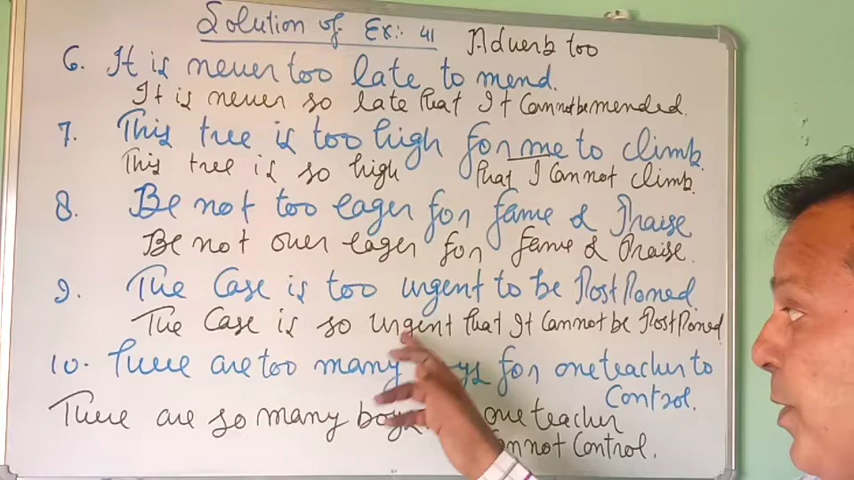 Solution of Ex:- 41
Adverb too
6. It is never too late to mend.
It is never so late that It cannot be mended.
7. This tree is too high for me to climb.
This tree is so high that I cannot climb.
8. Be not too eager for fame & Praise
Be not over eager for fame & Praise.
9. The Case is too urgent to be Postponed
The Case is so urgent that It cannot be Postponed
10. There are too many for one teacher to
Control.
There are so many one teacher
Control.